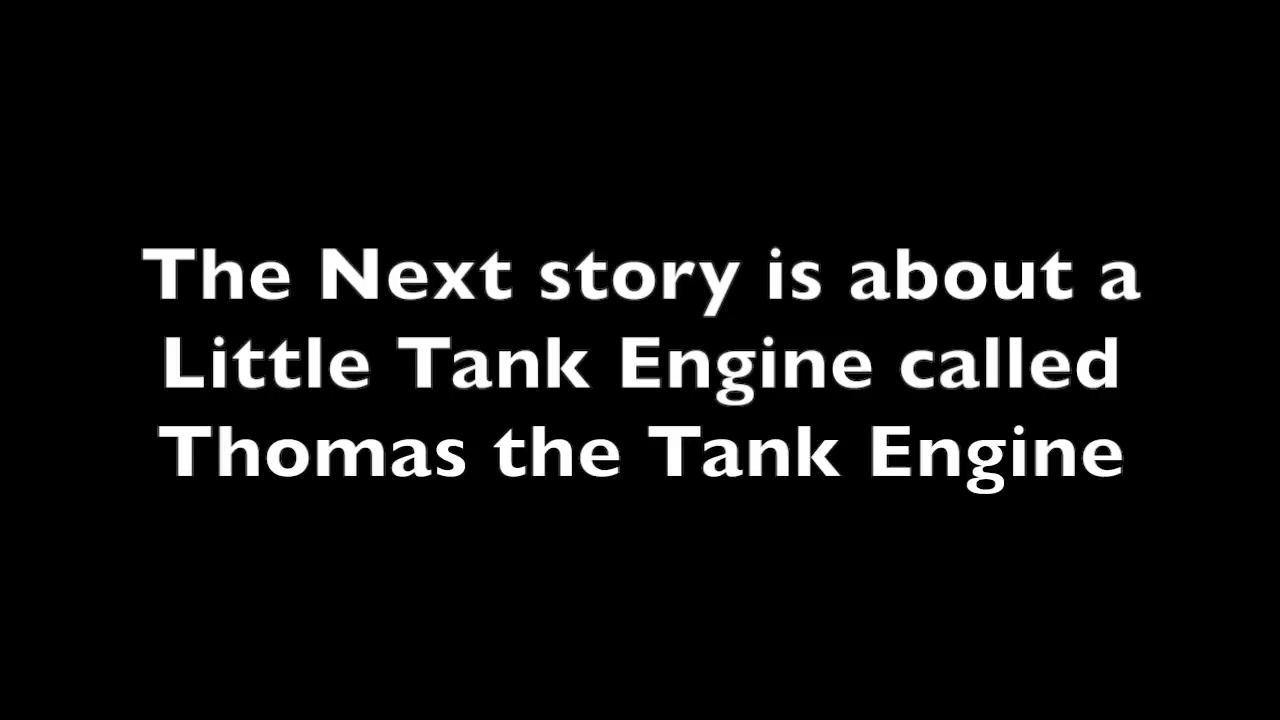 The Next story is about a
Little Tank Engine called
Thomas the Tank Engine